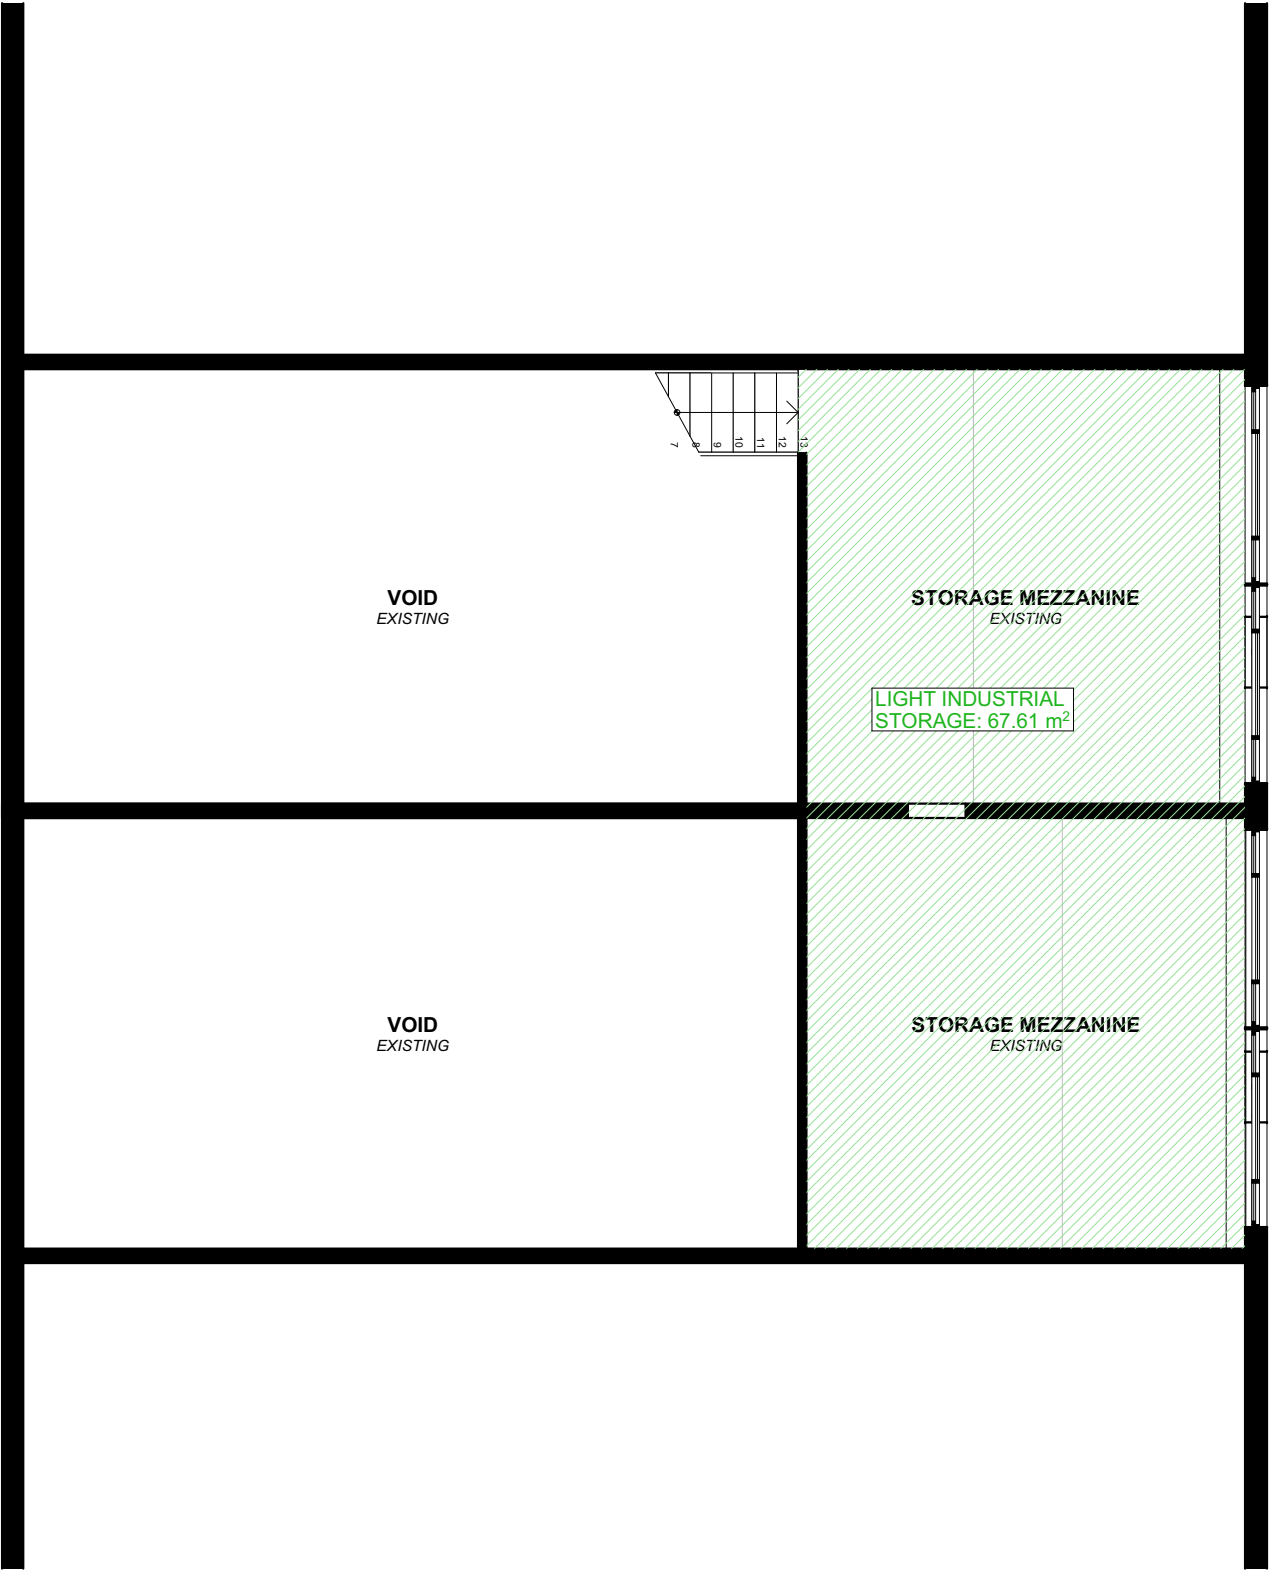 7 8 9 10 11 12 13
VOID
EXISTING
STORAGE MEZZANINE
EXISTING
LIGHT INDUSTRIAL
STORAGE: 67.61 m²
VOID
EXISTING
STORAGE MEZZANINE
EXISTING